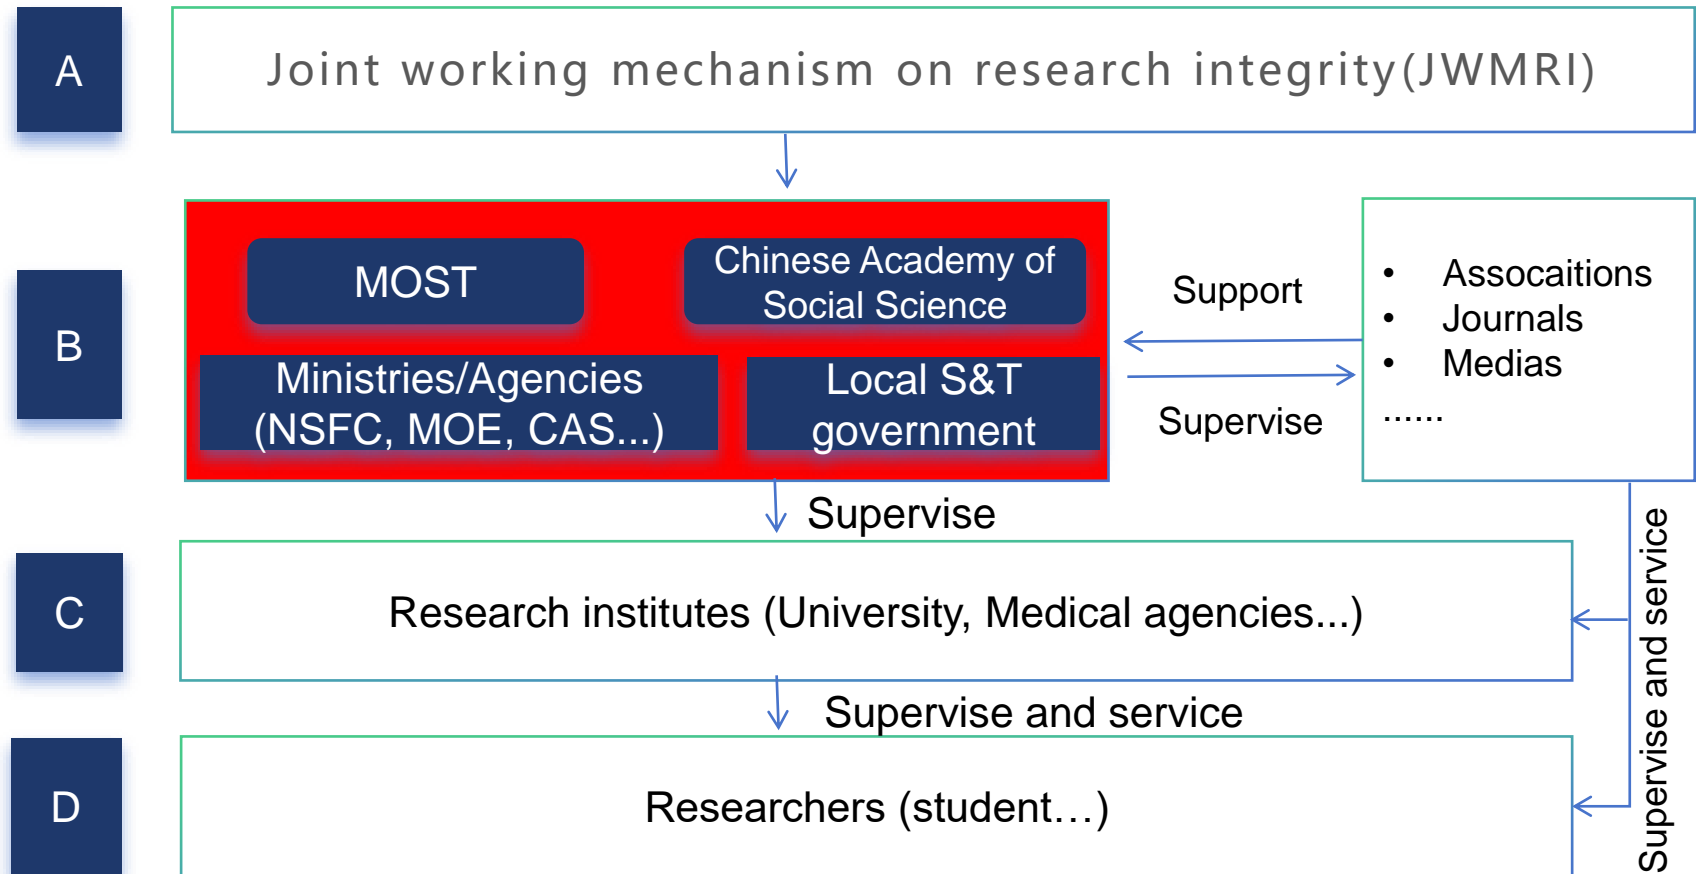 A
Joint working mechanism on research integrity(JWMRI)
B
MOST
Chinese Academy of
Social Science
Ministries/Agencies
(NSFC, MOE, CAS...)
Local S&T
government
Support
Supervise
• Assocaitions
• Journals
• Medias
......
Supervise
C
Research institutes (University, Medical agencies...)
Supervise and service
Supervise and service
D
Researchers (student…)